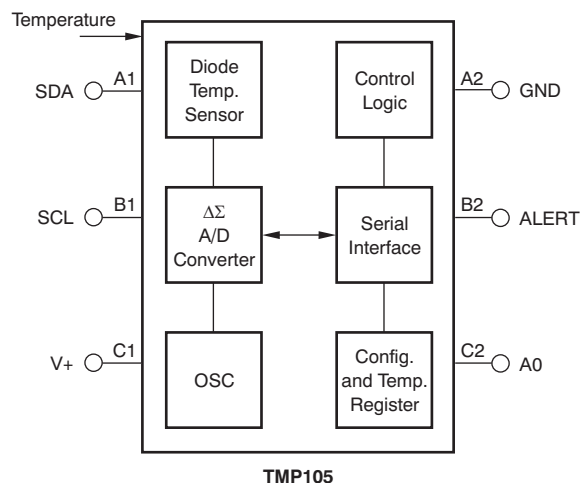 Temperature
SDA
A1
Diode
Temp.
Sensor
Control
Logic
A2
GND
SCL
B1
ΔΣ
A/D
Converter
Serial
Interface
B2
ALERT
V+
C1
OSC
Config.
and Temp.
Register
C2
A0
TMP105